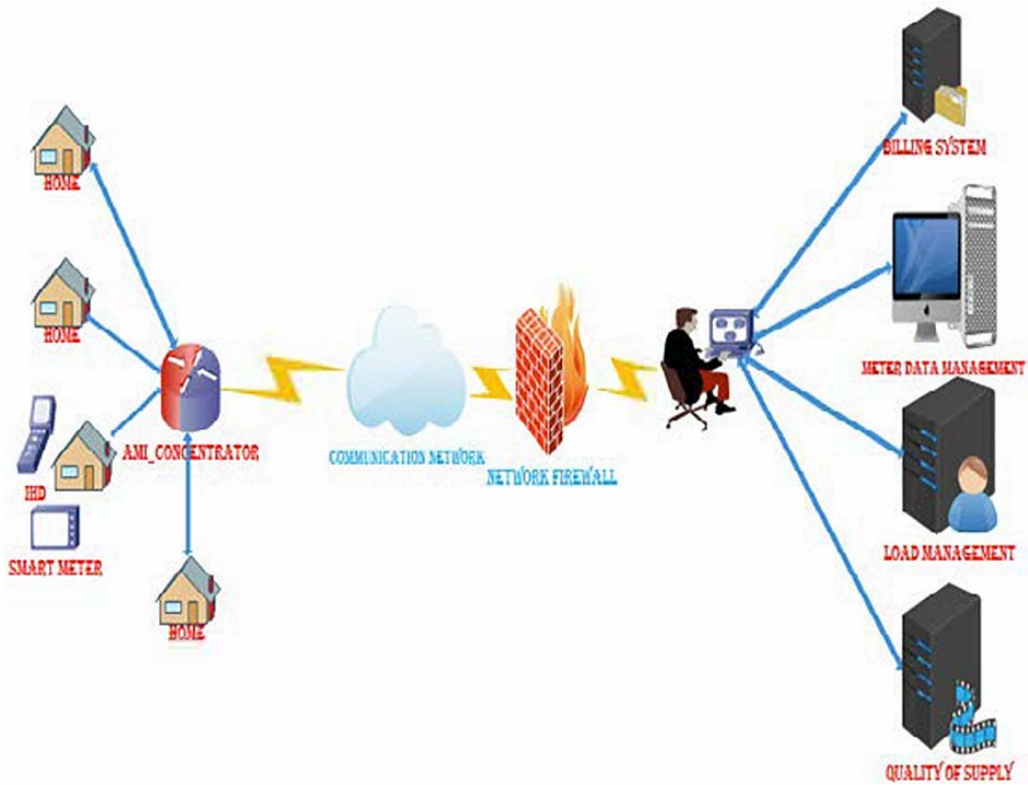 HOME
HOME
IHD
SMART METER
AMI_CONCENTRATOR
HOME
COMMUNICATION NETWORK
NETWORK FIREWALL
BILLING SYSTEM
METER DATA MANAGEMENT
LOAD MANAGEMENT
QUALITY OF SUPPLY